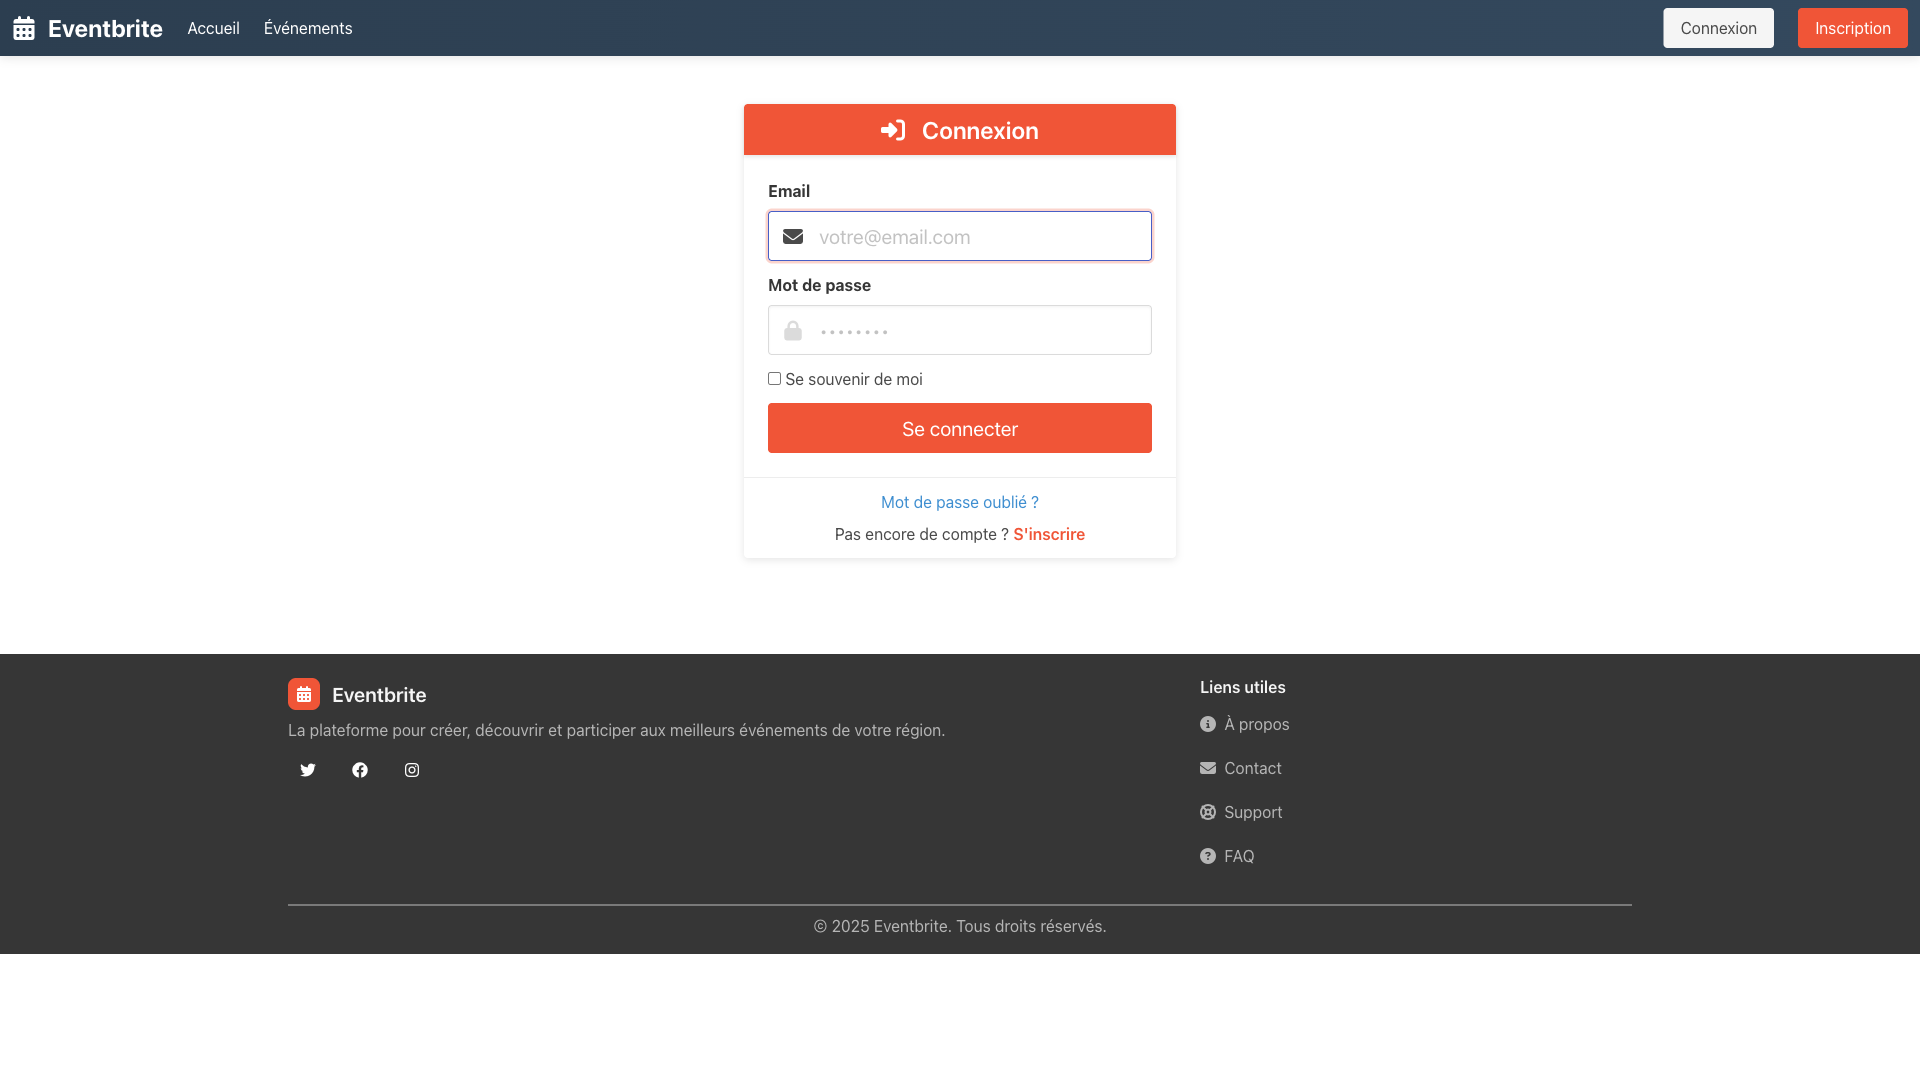 Eventbrite Accueil Événements Connexion Inscription
Connexion
Email
votre@email.com
Mot de passe
••••••••
Se souvenir de moi
Se connecter
Mot de passe oublié ?
Pas encore de compte ? S'inscrire
Eventbrite
La plateforme pour créer, découvrir et participer aux meilleurs événements de votre région.
Liens utiles
À propos
Contact
Support
FAQ
© 2025 Eventbrite. Tous droits réservés.